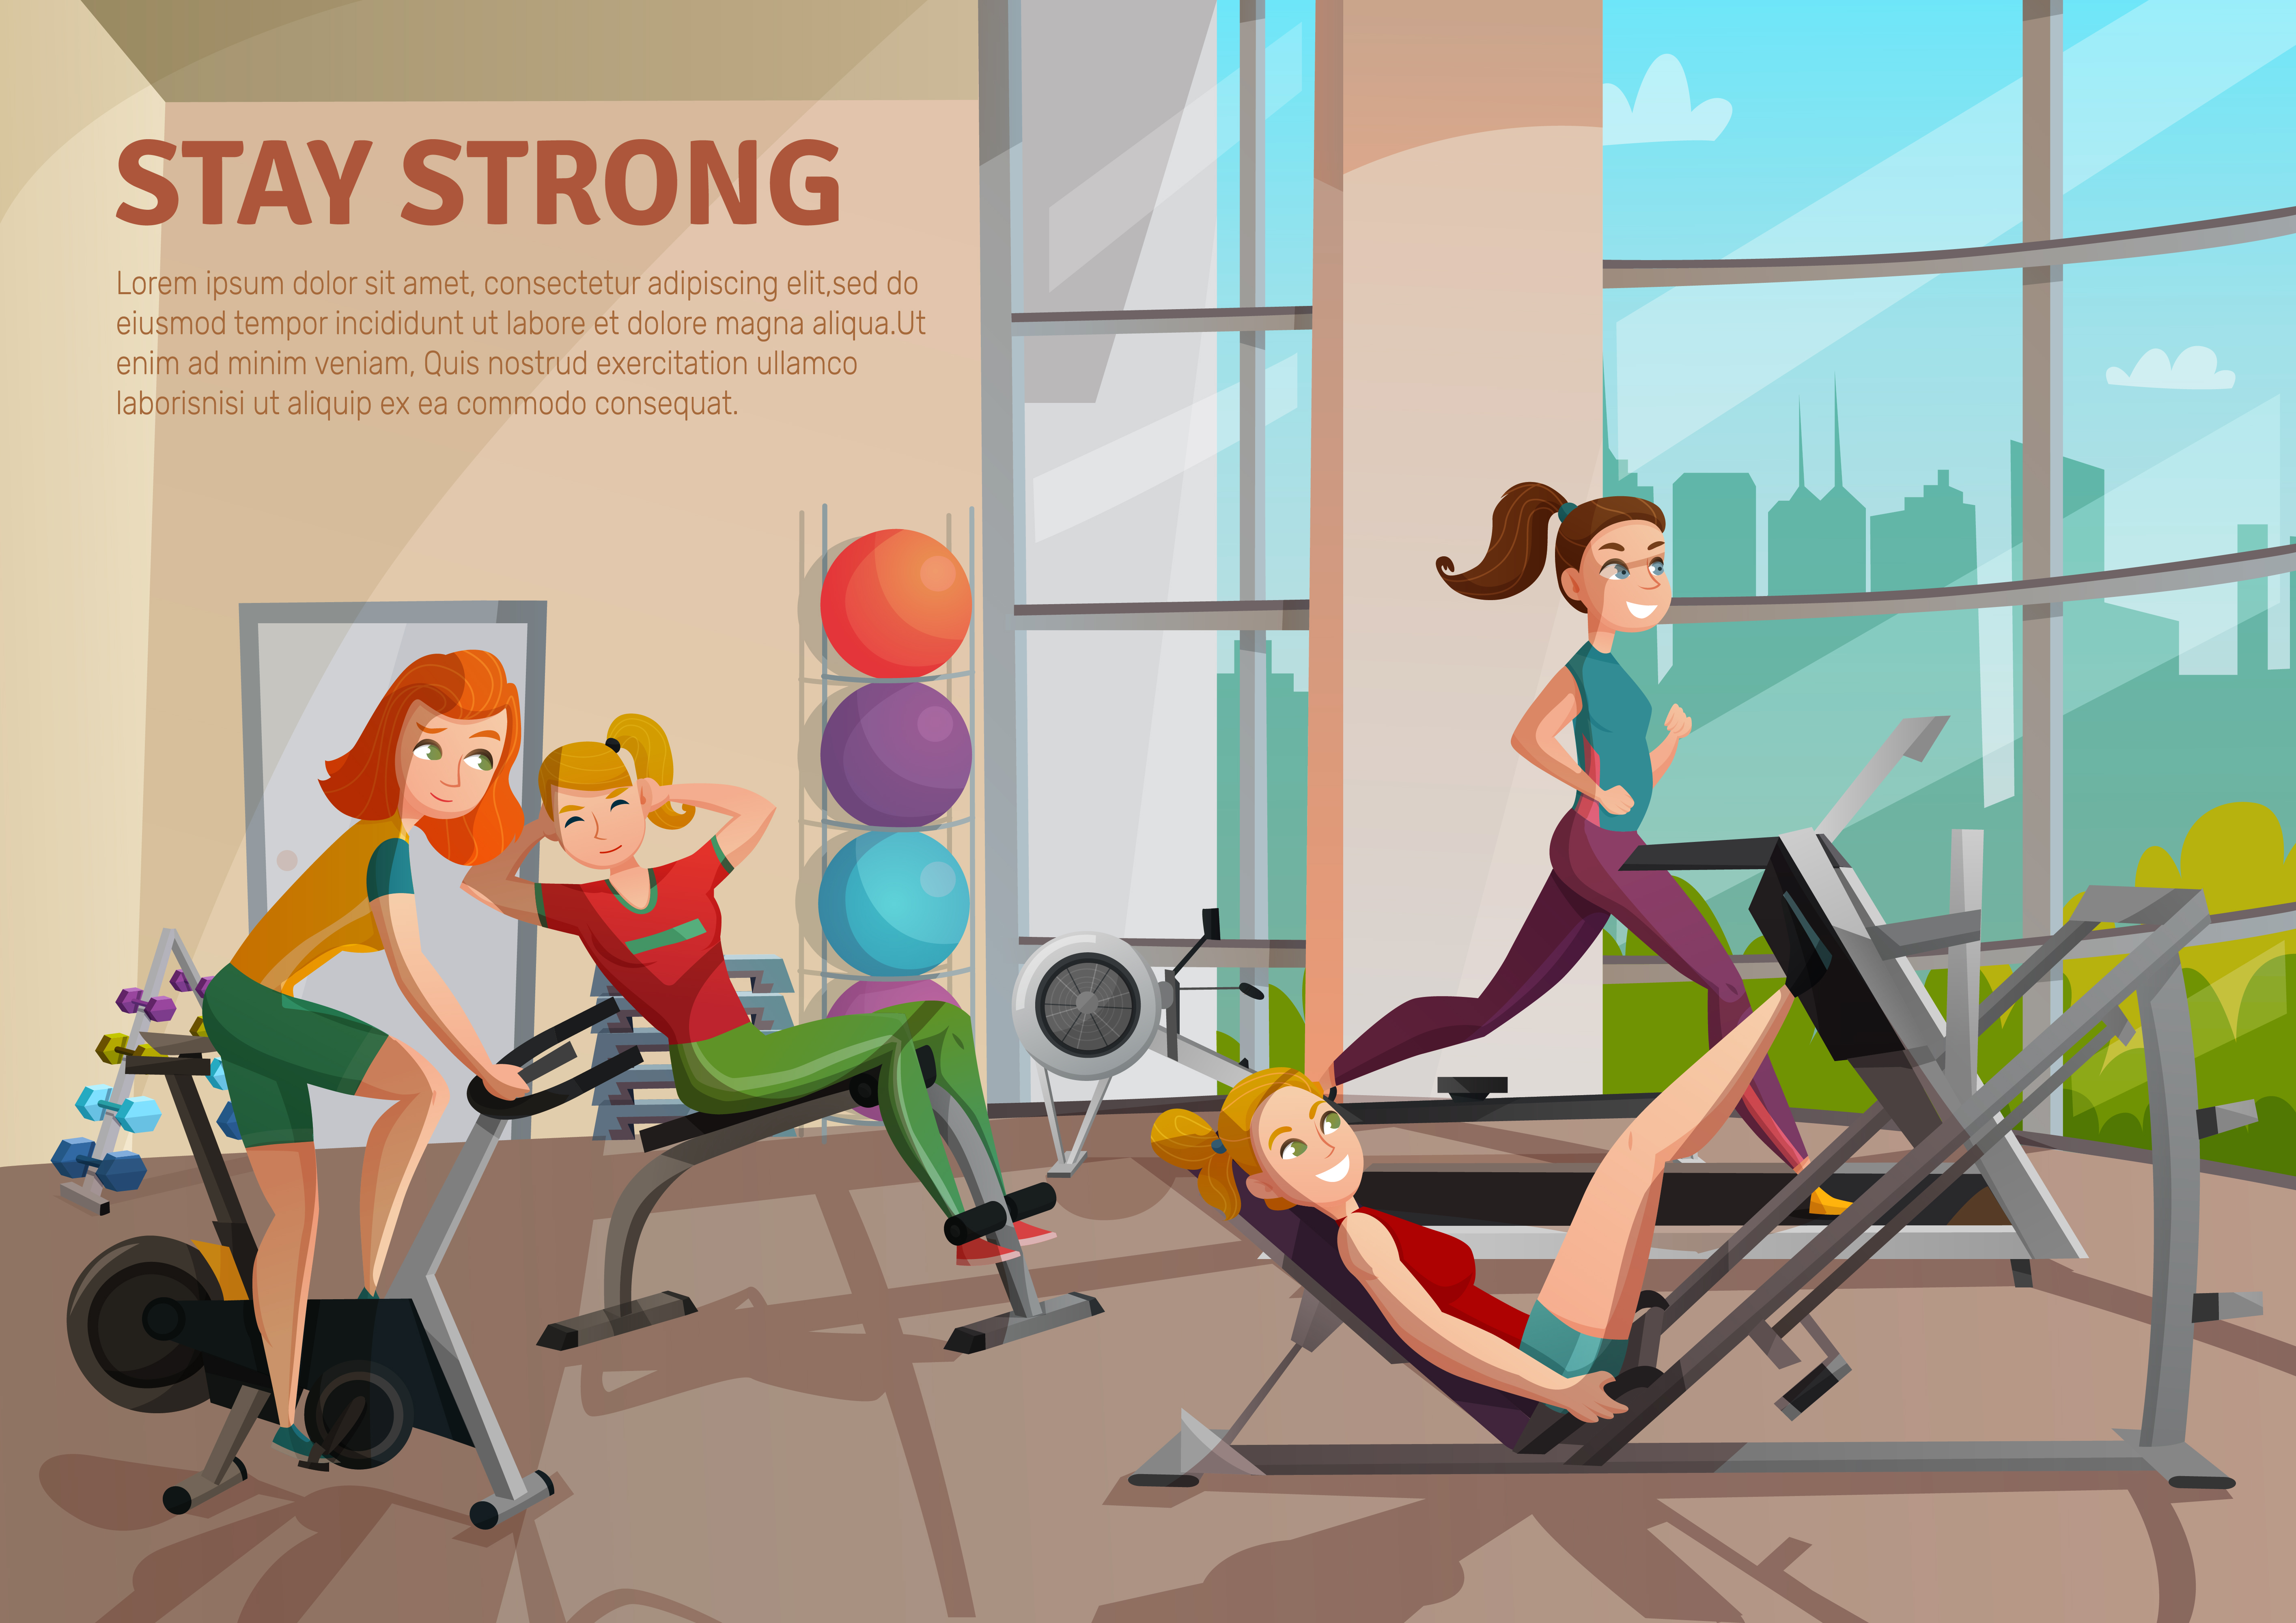 STAY STRONG
Lorem ipsum dolor sit amet, consectetur adipiscing elit,sed do
eiusmod tempor incididunt ut labore et dolore magna aliqua.Ut
enim ad minim veniam, Quis nostrud exercitation ullamco
laborisnisi ut aliquip ex ea commodo consequat.